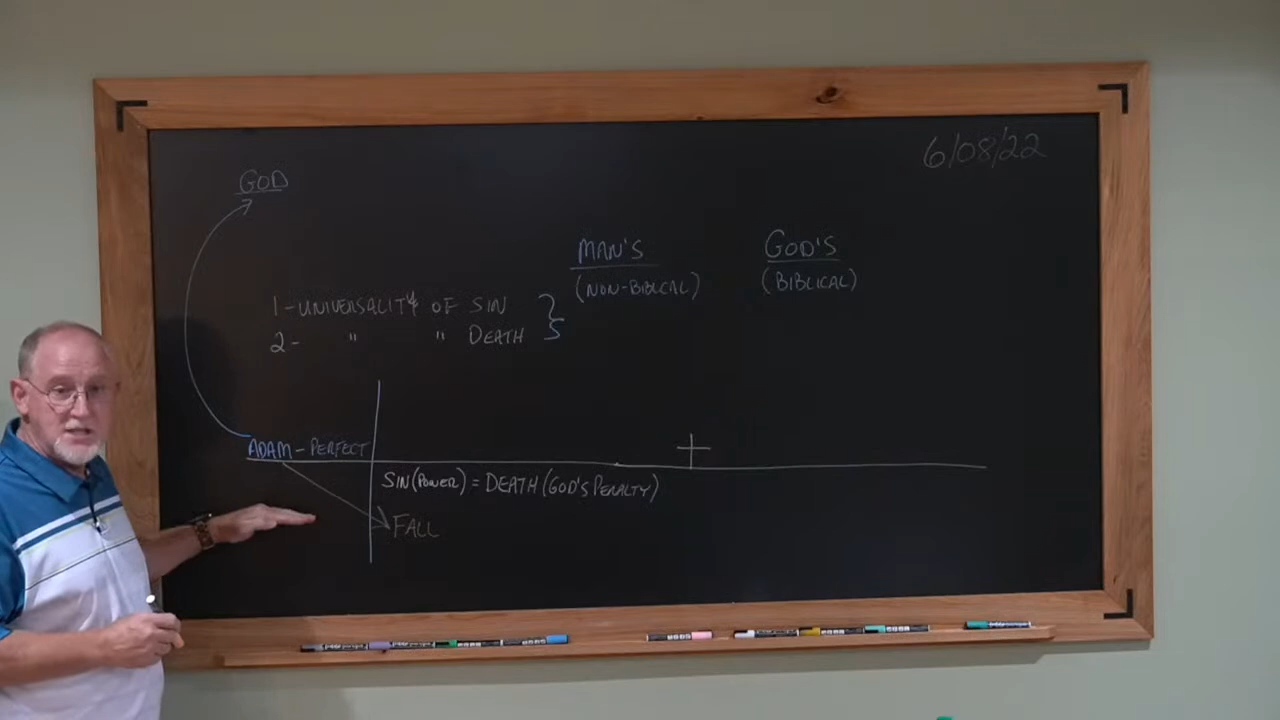 6/08/22
GOD
MAN'S
(NON-BIBLCAL)
GOD'S
(BIBLICAL)
1-UNIVERSALITY OF SIN
2- " " DEATH
ADAM - PERFECT
SIN (POWER) = DEATH (GOD'S PENALTY)
FALL